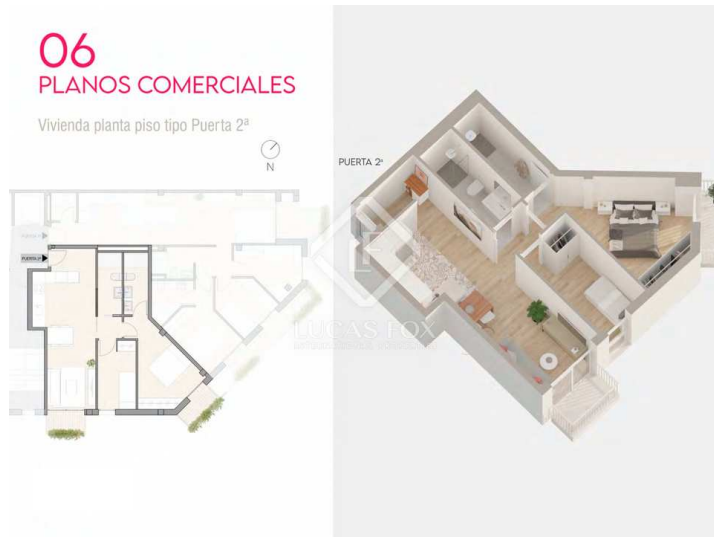 06
PLANOS COMERCIALES
Vivienda planta piso tipo Puerta 2ª
N
PUERTA 2ª
PUERTA 2ª
LUCAS FOX